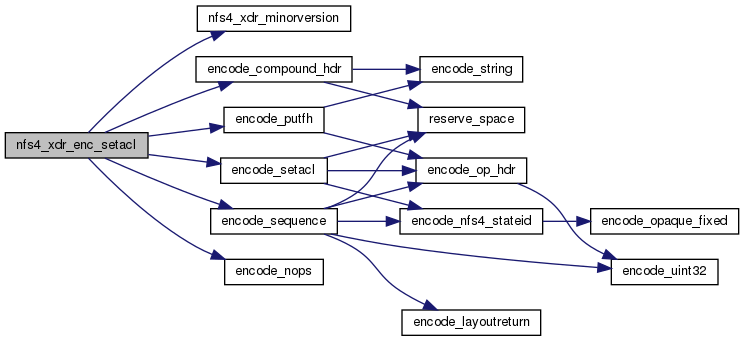 nfs4_xdr_minorversion
encode_compound_hdr
encode_string
encode_putfh
reserve_space
nfs4_xdr_enc_setacl
encode_setacl
encode_op_hdr
encode_sequence
encode_nfs4_stateid
encode_opaque_fixed
encode_nops
encode_uint32
encode_layoutreturn